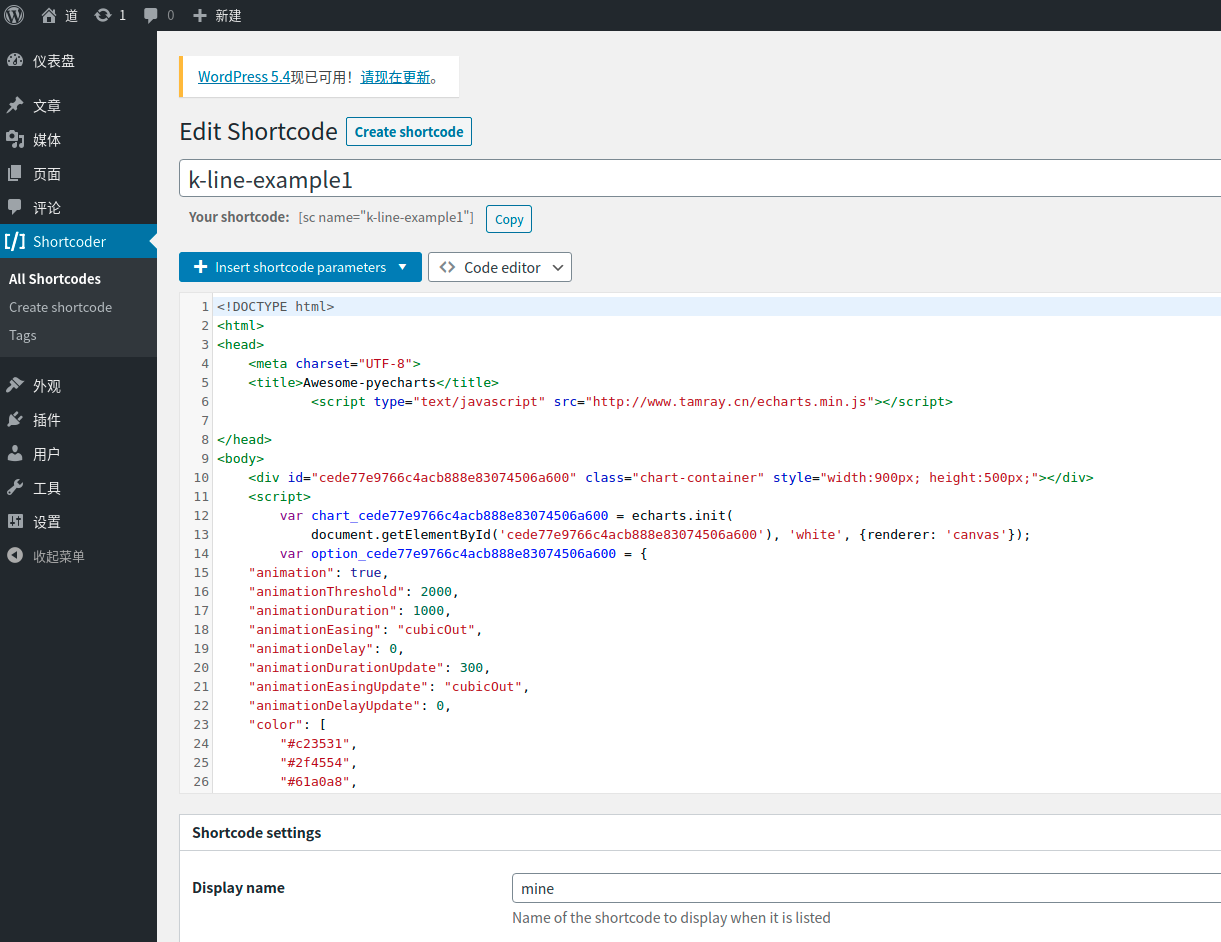 道 1 0 新建
仪表盘
文章
媒体
页面
评论
[/] Shortcoder
All Shortcodes
Create shortcode
Tags
外观
插件
用户
工具
设置
收起菜单
WordPress 5.4现已可用！请现在更新。
Edit Shortcode Create shortcode
k-line-example1
Your shortcode: [sc name="k-line-example1"] Copy
Insert shortcode parameters <> Code editor
1 <!DOCTYPE html>
2 <html>
3 <head>
4 <meta charset="UTF-8">
5 <title>Awesome-pyecharts</title>
6 <script type="text/javascript" src="http://www.tamray.cn/echarts.min.js"></script>
7
8 </head>
9 <body>
10 <div id="cede77e9766c4acb888e83074506a600" class="chart-container" style="width:900px; height:500px;"></div>
11 <script>
12 var chart_cede77e9766c4acb888e83074506a600 = echarts.init(
13 document.getElementById('cede77e9766c4acb888e83074506a600'), 'white', {renderer: 'canvas'});
14 var option_cede77e9766c4acb888e83074506a600 = {
15 "animation": true,
16 "animationThreshold": 2000,
17 "animationDuration": 1000,
18 "animationEasing": "cubicOut",
19 "animationDelay": 0,
20 "animationDurationUpdate": 300,
21 "animationEasingUpdate": "cubicOut",
22 "animationDelayUpdate": 0,
23 "color": [
24 "#c23531",
25 "#2f4554",
26 "#61a0a8",
Shortcode settings
Display name mine
Name of the shortcode to display when it is listed